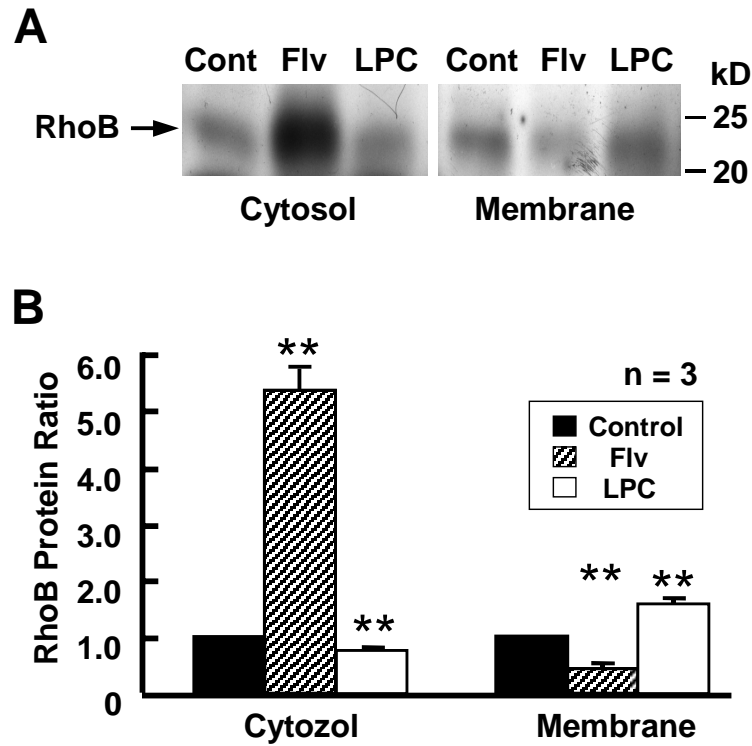 A
Cont Flv LPC Cont Flv LPC kD
RhoB 25
20
Cytosol Membrane
B
RhoB Protein Ratio
6.0
5.0
4.0
3.0
2.0
1.0
0
**
**
**
**
n = 3
Control
Flv
LPC
Cytozol Membrane